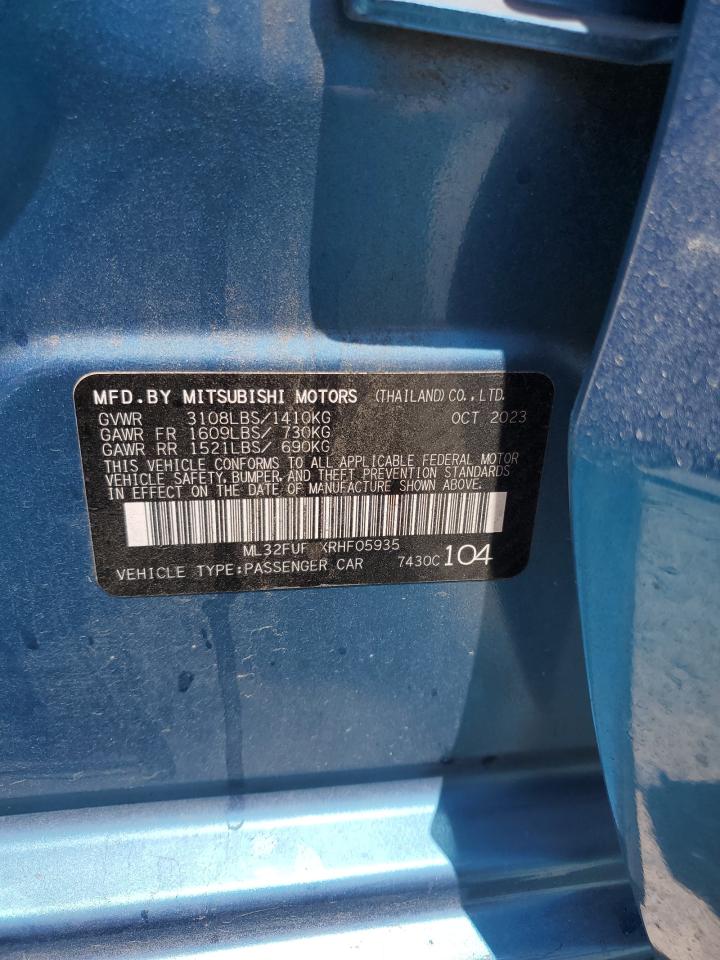 MFD.BY MITSUBISHI MOTORS (THAILAND)CO.,LTD.
GVWR 3108LBS/1410KG OCT 2023
GAWR FR 1609LBS/ 730KG
GAWR RR 1521LBS/ 690KG
THIS VEHICLE CONFORMS TO ALL APPLICABLE FEDERAL MOTOR
VEHICLE SAFETY, BUMPER, AND THEFT PREVENTION STANDARDS
IN EFFECT ON THE DATE OF MANUFACTURE SHOWN ABOVE.
ML32FUF XRHF05935
VEHICLE TYPE:PASSENGER CAR 7430C 104